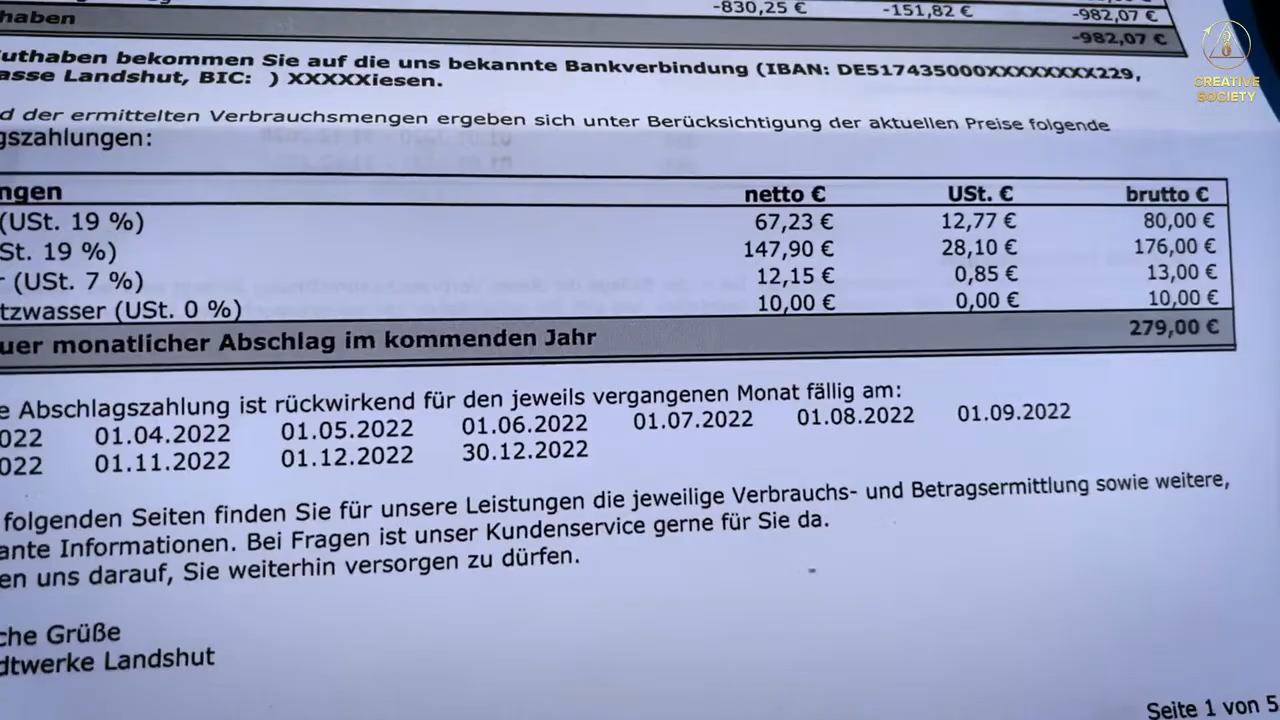 -830,25 € -151,82 € -982,07 €
haben -982,07 €
uthaben bekommen Sie auf die uns bekannte Bankverbindung (IBAN: DE517435000XXXXXXXX229,
asse Landshut, BIC: ) XXXXXiesen.
d der ermittelten Verbrauchsmengen ergeben sich unter Berücksichtigung der aktuellen Preise folgende
gszahlungen:
ngen netto € USt. € brutto €
(USt. 19 %) 67,23 € 12,77 € 80,00 €
St. 19 %) 147,90 € 28,10 € 176,00 €
r (USt. 7 %) 12,15 € 0,85 € 13,00 €
tzwasser (USt. 0 %) 10,00 € 0,00 € 10,00 €
uer monatlicher Abschlag im kommenden Jahr 279,00 €
e Abschlagszahlung ist rückwirkend für den jeweils vergangenen Monat fällig am:
022 01.04.2022 01.05.2022 01.06.2022 01.07.2022 01.08.2022 01.09.2022
022 01.11.2022 01.12.2022 30.12.2022
folgenden Seiten finden Sie für unsere Leistungen die jeweilige Verbrauchs- und Betragsermittlung sowie weitere,
ante Informationen. Bei Fragen ist unser Kundenservice gerne für Sie da.
en uns darauf, Sie weiterhin versorgen zu dürfen.
che Grüße
dtwerke Landshut
Seite 1 von 5
CREATIVE
SOCIETY